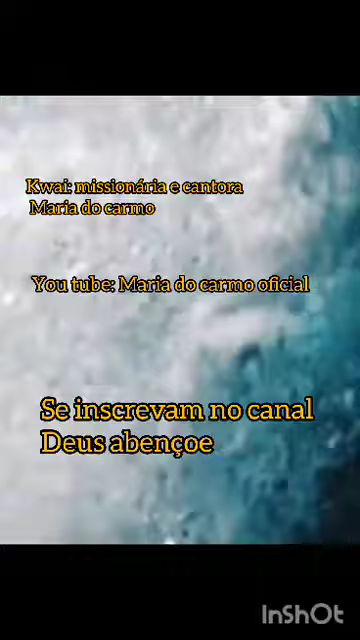 Kwai: missionária e cantora
Maria do carmo
You tube: Maria do carmo oficial
Se inscrevam no canal
Deus abençoe
InShOt